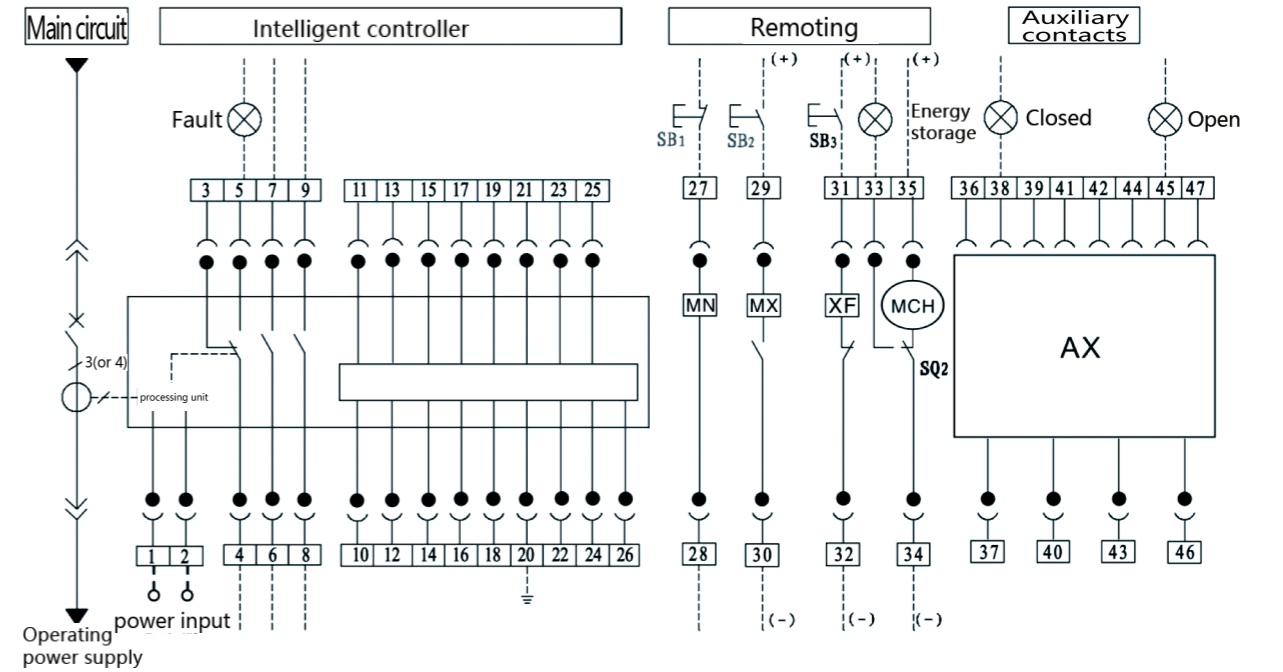 Main circuit
Intelligent controller
Remoting
Auxiliary
contacts
(+)
(+)
(+)
Fault
SB1
SB2
SB3
Energy
storage
Closed
Open
3 5 7 9
11 13 15 17 19 21 23 25
27
29
31 33 35
36 38 39 41 42 44 45 47
MN
MX
XF
MCH
AX
SQ2
3(or 4)
processing unit
1 2
4 6 8
10 12 14 16 18 20 22 24 26
28
30
32
34
37
40
43
46
power input
(-)
(-)
(-)
Operating
power supply